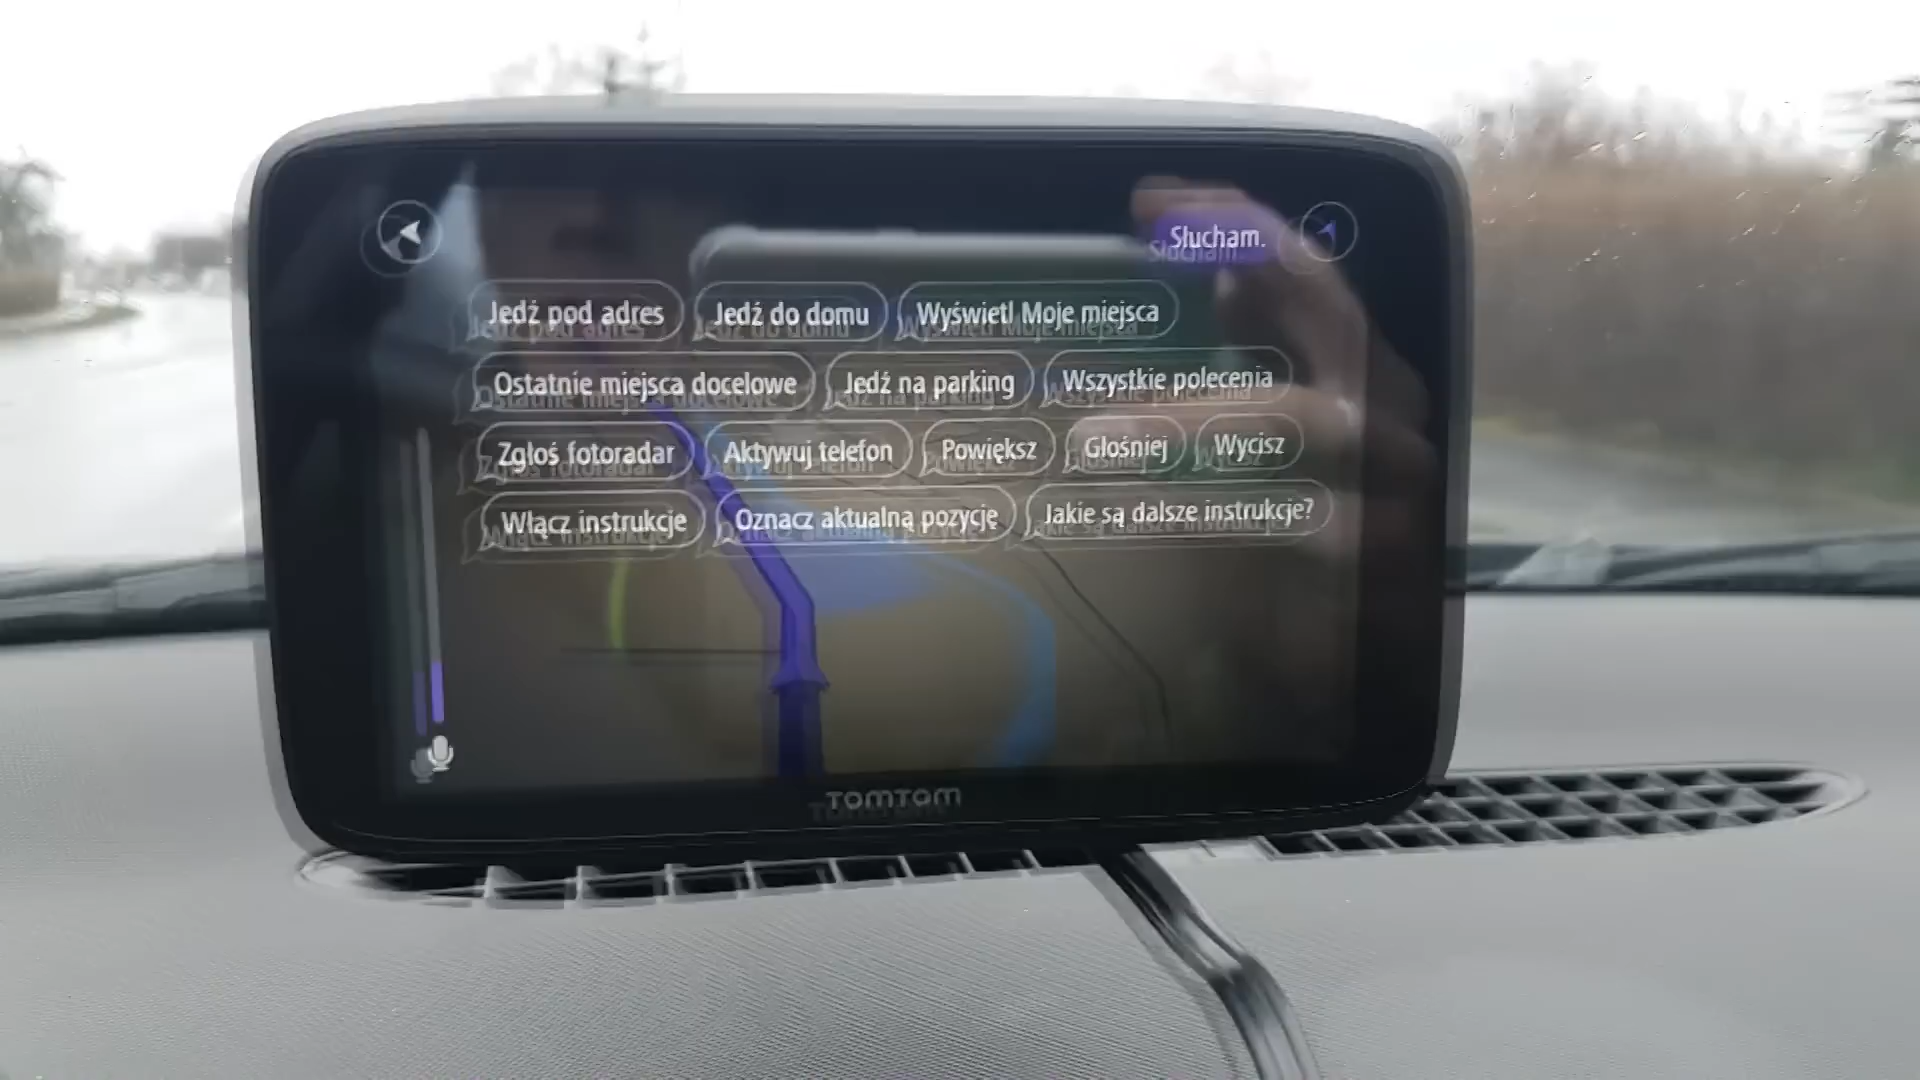 Słucham.
Jedź pod adres Jedź do domu Wyświetl Moje miejsca
Ostatnie miejsca docelowe Jedź na parking Wszystkie polecenia
Zgłoś fotoradar Aktywuj telefon Powiększ Głośniej Wycisz
Włącz instrukcje Oznacz aktualną pozycję Jakie są dalsze instrukcje?
TOMTOM